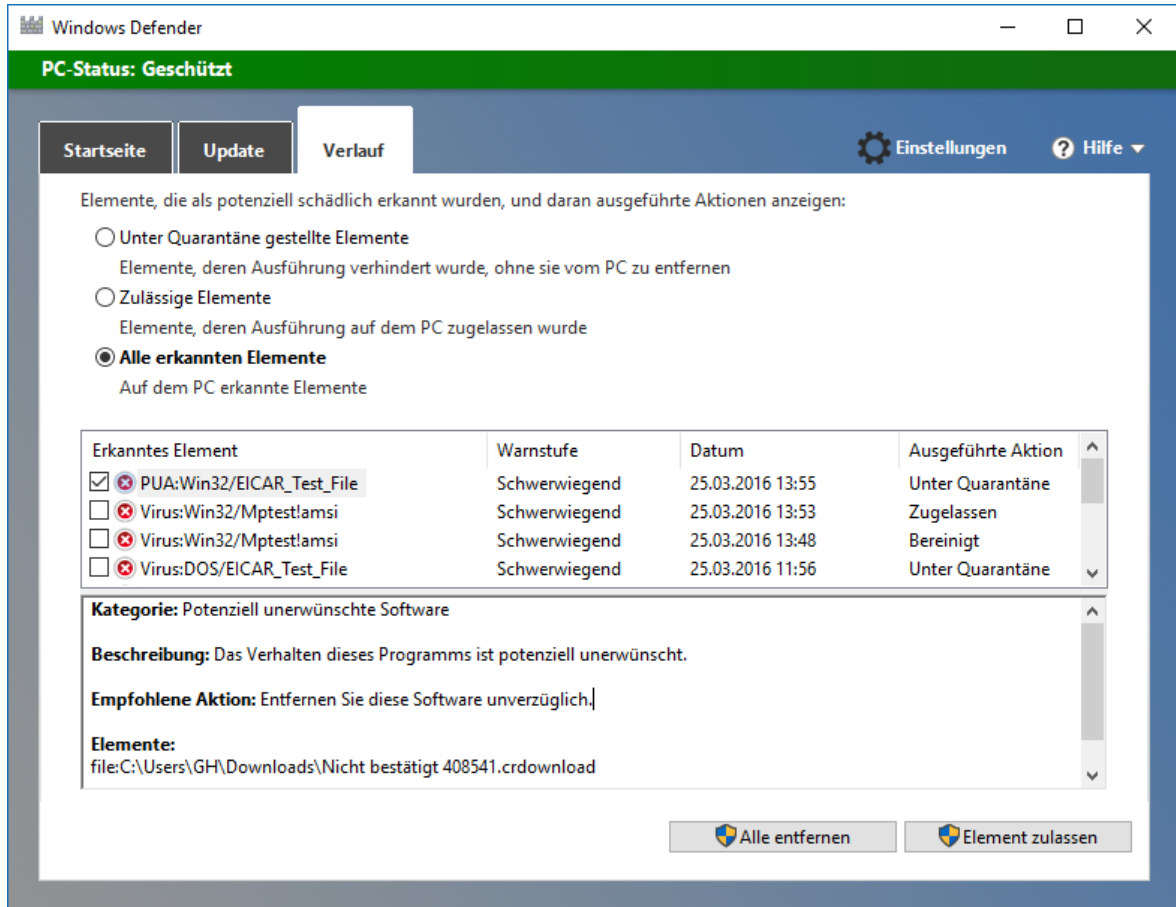 Windows Defender
PC-Status: Geschützt
Startseite Update Verlauf Einstellungen ? Hilfe
Elemente, die als potenziell schädlich erkannt wurden, und daran ausgeführte Aktionen anzeigen:
Unter Quarantäne gestellte Elemente
Elemente, deren Ausführung verhindert wurde, ohne sie vom PC zu entfernen
Zulässige Elemente
Elemente, deren Ausführung auf dem PC zugelassen wurde
Alle erkannten Elemente
Auf dem PC erkannte Elemente
Erkanntes Element Warnstufe Datum Ausgeführte Aktion
PUA:Win32/EICAR_Test_File Schwerwiegend 25.03.2016 13:55 Unter Quarantäne
Virus:Win32/Mptest!amsi Schwerwiegend 25.03.2016 13:53 Zugelassen
Virus:Win32/Mptest!amsi Schwerwiegend 25.03.2016 13:48 Bereinigt
Virus:DOS/EICAR_Test_File Schwerwiegend 25.03.2016 11:56 Unter Quarantäne
Kategorie: Potenziell unerwünschte Software
Beschreibung: Das Verhalten dieses Programms ist potenziell unerwünscht.
Empfohlene Aktion: Entfernen Sie diese Software unverzüglich.
Elemente:
file:C:\Users\GH\Downloads\Nicht bestätigt 408541.crdownload
Alle entfernen Element zulassen